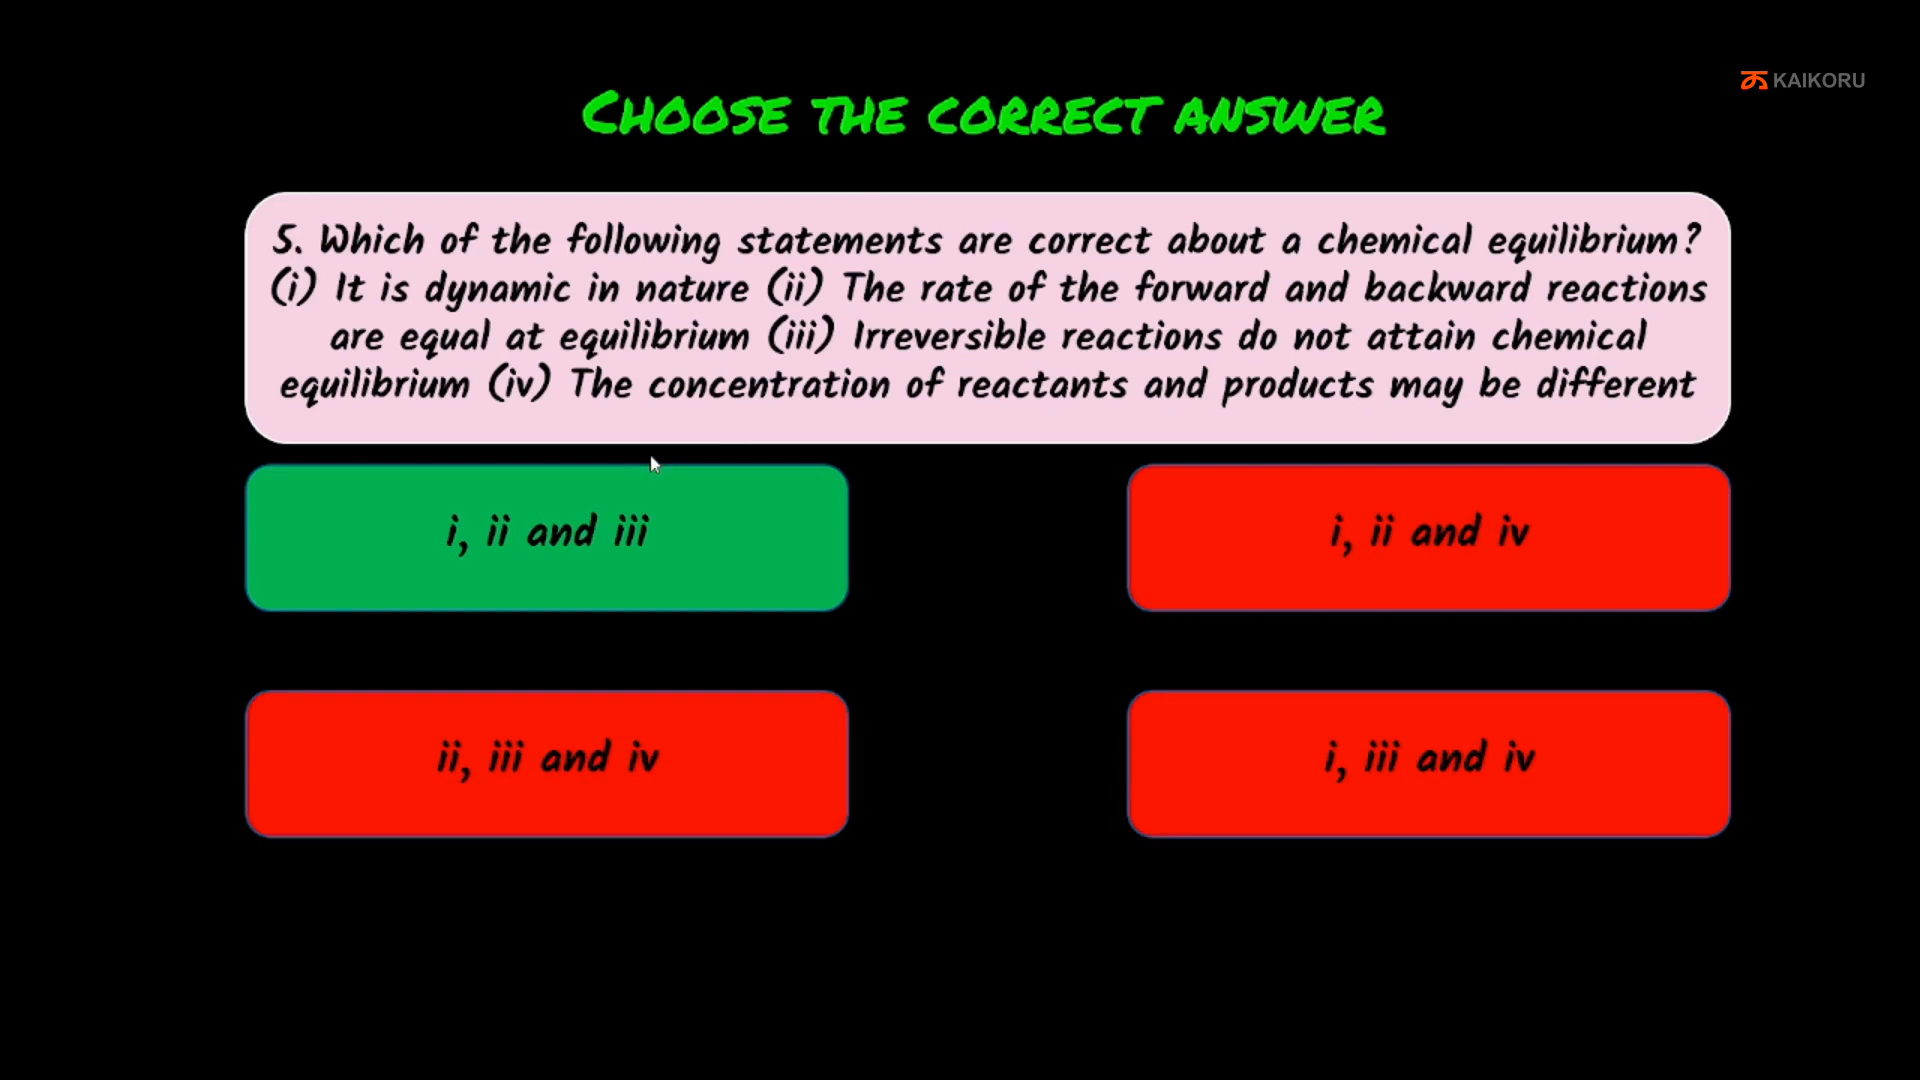 KAIKORU
CHOOSE THE CORRECT ANSWER
5. Which of the following statements are correct about a chemical equilibrium?
(i) It is dynamic in nature (ii) The rate of the forward and backward reactions
are equal at equilibrium (iii) Irreversible reactions do not attain chemical
equilibrium (iv) The concentration of reactants and products may be different
i, ii and iii
i, ii and iv
ii, iii and iv
i, iii and iv